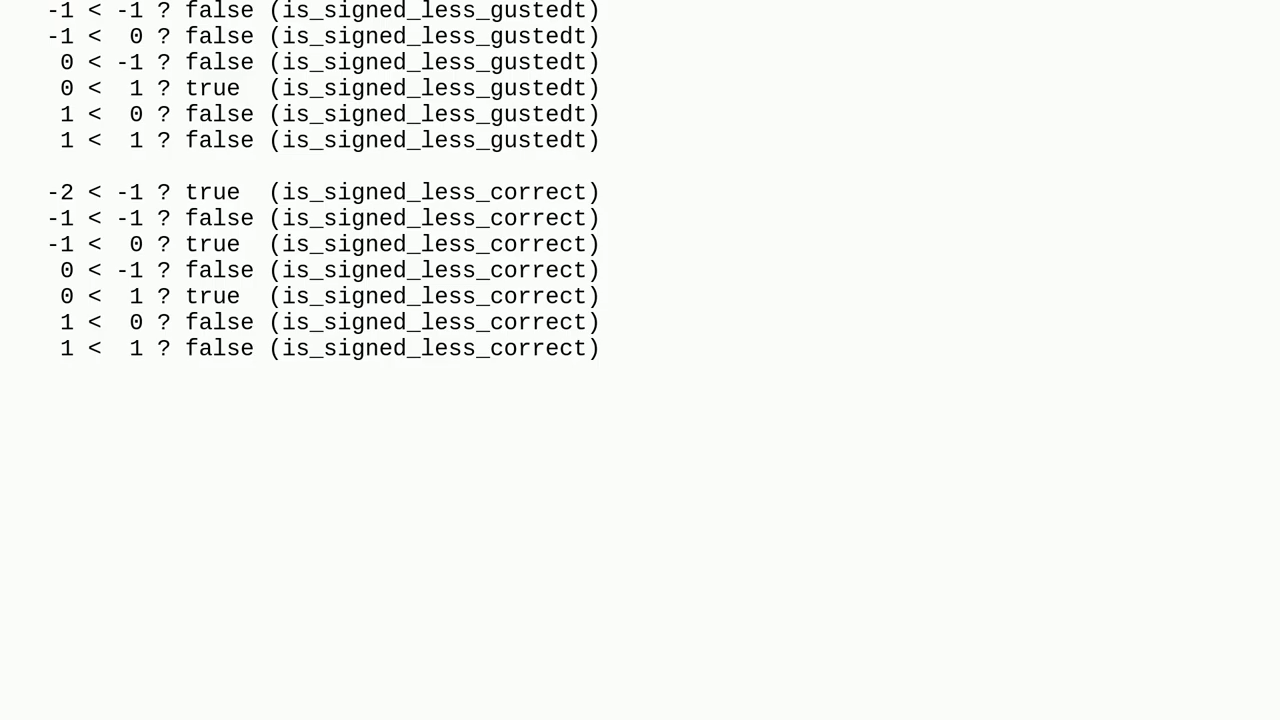 -1 < -1 ? false (is_signed_less_gustedt)
-1 <  0 ? false (is_signed_less_gustedt)
 0 < -1 ? false (is_signed_less_gustedt)
 0 <  1 ? true  (is_signed_less_gustedt)
 1 <  0 ? false (is_signed_less_gustedt)
 1 <  1 ? false (is_signed_less_gustedt)

-2 < -1 ? true  (is_signed_less_correct)
-1 < -1 ? false (is_signed_less_correct)
-1 <  0 ? true  (is_signed_less_correct)
 0 < -1 ? false (is_signed_less_correct)
 0 <  1 ? true  (is_signed_less_correct)
 1 <  0 ? false (is_signed_less_correct)
 1 <  1 ? false (is_signed_less_correct)